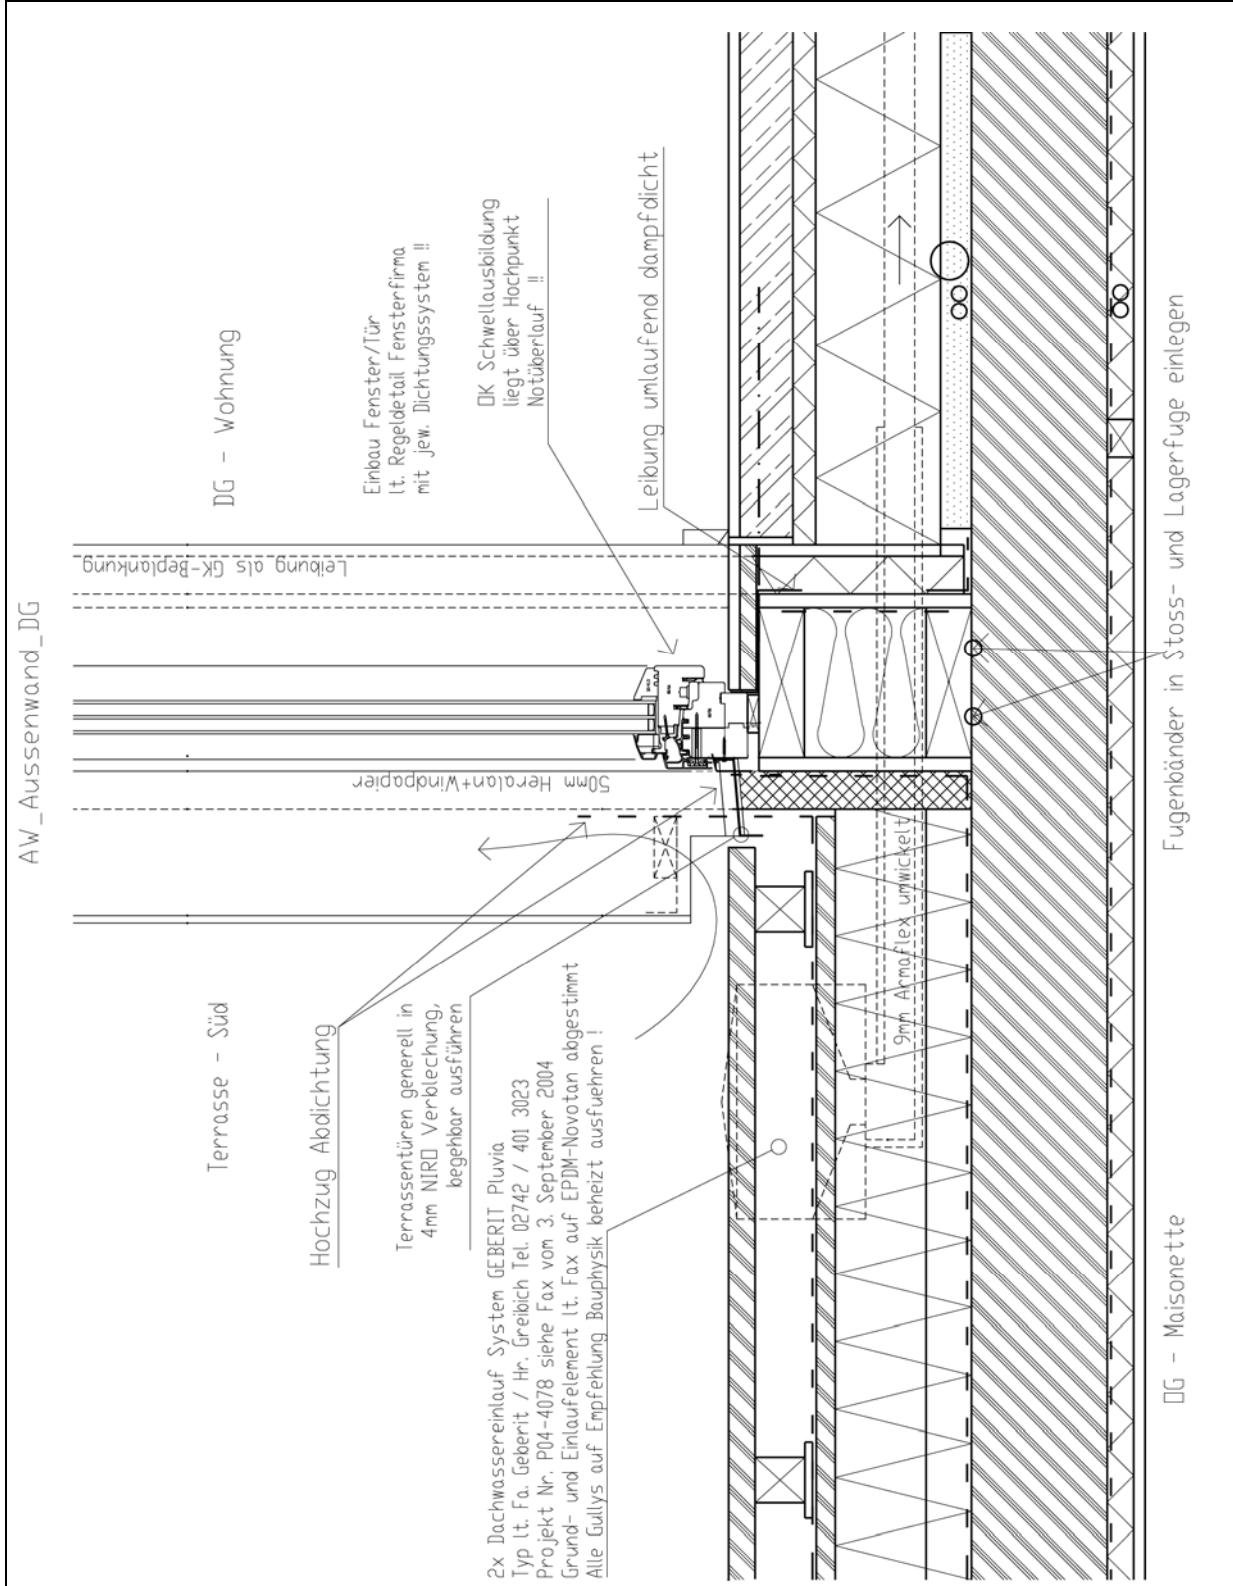 AW_Aussenwand_DG
DG - Wohnung
Einbau Fenster/Tür
lt. Regeldetail Fensterfirma
mit jew. Dichtungssystem !!
OK Schwellausbildung
liegt über Hochpunkt
Notüberlauf !!
Leibung umlaufend dampfdicht
Leibung als GK-Beplankung
50mm Heralan+Windpapier
Terrasse - Süd
Hochzug Abdichtung
Terrassentüren generell in
4mm NIRO Verblechung,
begehbar ausführen
2x Dachwassereinlauf System GEBERIT Pluvia
Typ lt. Fa. Geberit / Hr. Greibich Tel. 02742 / 401 3023
Projekt Nr. P04-4078 siehe Fax vom 3. September 2004
Grund- und Einlaufelement lt. Fax auf EPDM-Novotan abgestimmt
Alle Gullys auf Empfehlung Bauphysik beheizt ausfuehren !
9mm Armaflex umwickelt
Fugenbänder in Stoss- und Lagerfuge einlegen
OG - Maisonette